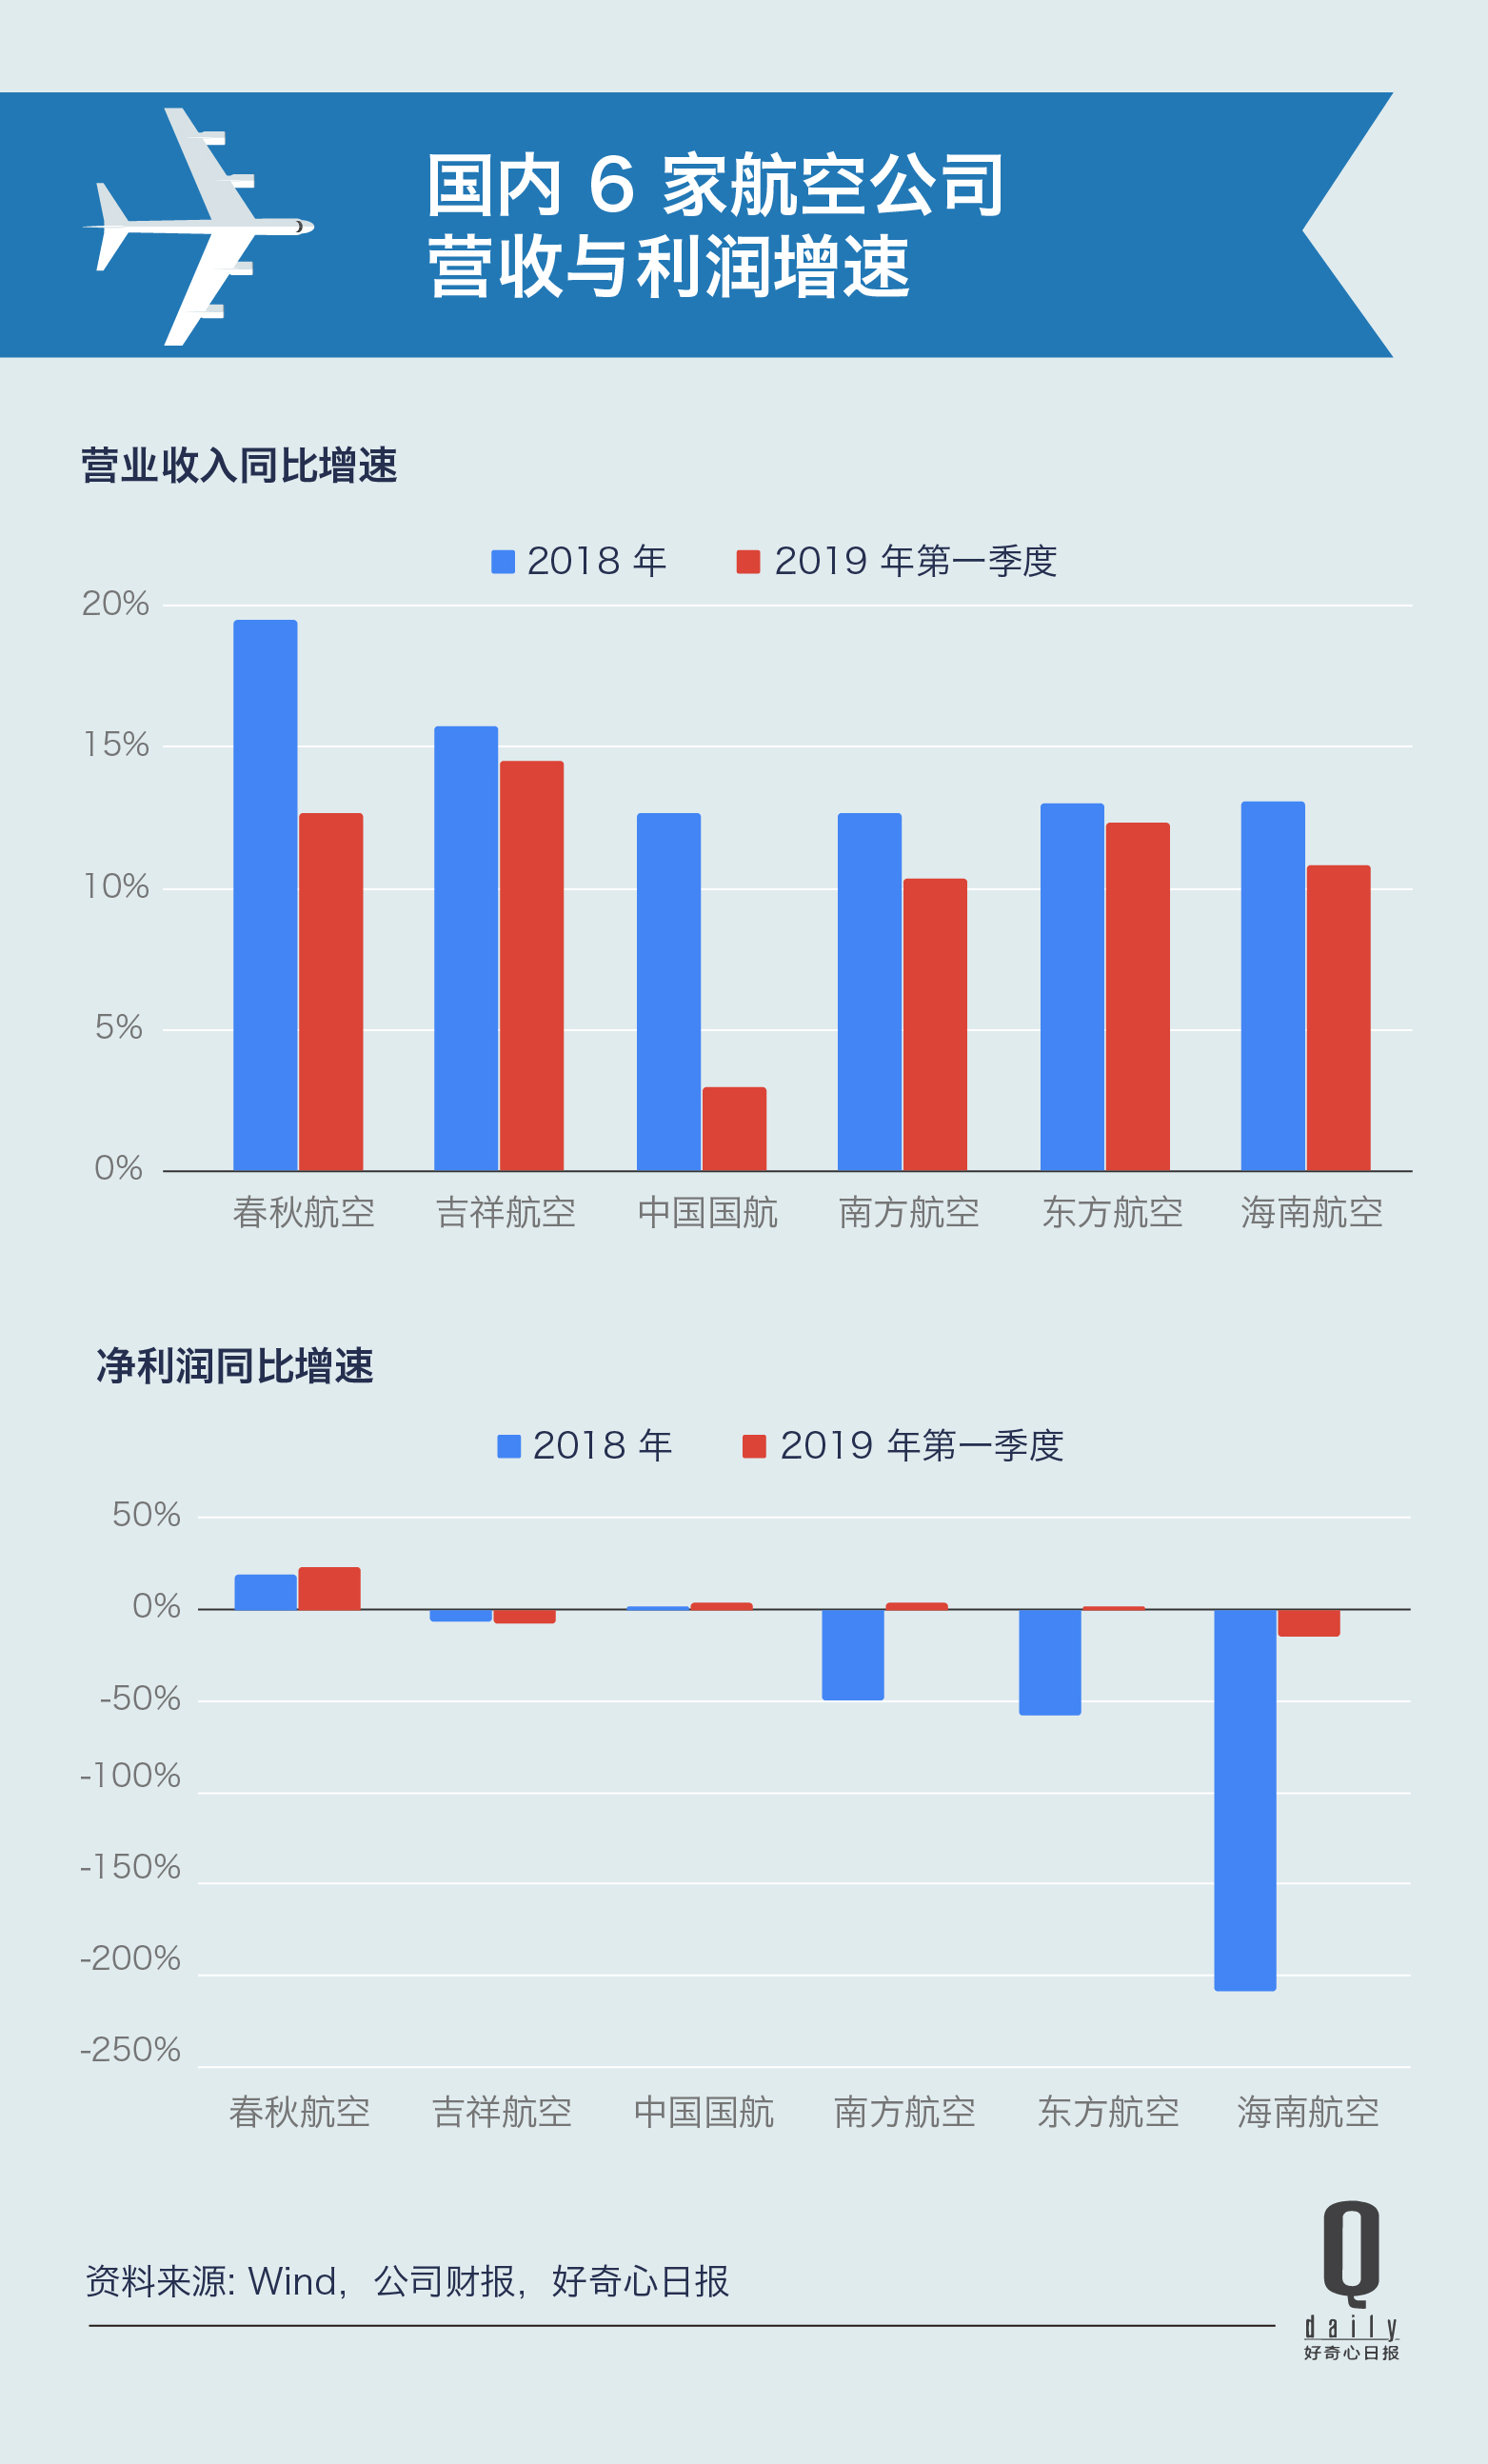 国内 6 家航空公司
营收与利润增速
营业收入同比增速
2018 年 2019 年第一季度
20%
15%
10%
5%
0%
春秋航空 吉祥航空 中国国航 南方航空 东方航空 海南航空
净利润同比增速
2018 年 2019 年第一季度
50%
0%
-50%
-100%
-150%
-200%
-250%
春秋航空 吉祥航空 中国国航 南方航空 东方航空 海南航空
资料来源: Wind，公司财报，好奇心日报
Q
daily
好奇心日报